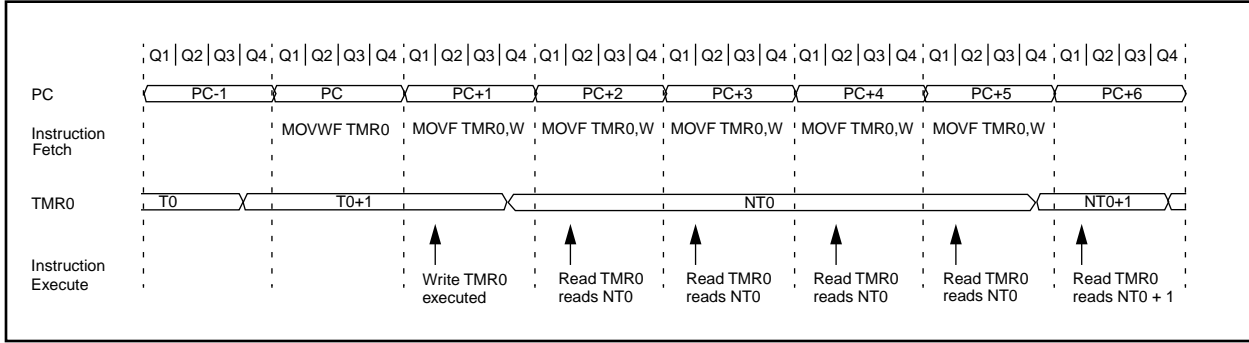 Q1 Q2 Q3 Q4 Q1 Q2 Q3 Q4 Q1 Q2 Q3 Q4 Q1 Q2 Q3 Q4 Q1 Q2 Q3 Q4 Q1 Q2 Q3 Q4 Q1 Q2 Q3 Q4 Q1 Q2 Q3 Q4
PC PC-1 PC PC+1 PC+2 PC+3 PC+4 PC+5 PC+6
Instruction
Fetch
MOVWF TMR0 MOVF TMR0,W MOVF TMR0,W MOVF TMR0,W MOVF TMR0,W MOVF TMR0,W
TMR0 T0 T0+1 NT0 NT0+1
Instruction
Execute
Write TMR0
executed
Read TMR0
reads NT0
Read TMR0
reads NT0
Read TMR0
reads NT0
Read TMR0
reads NT0
Read TMR0
reads NT0 + 1